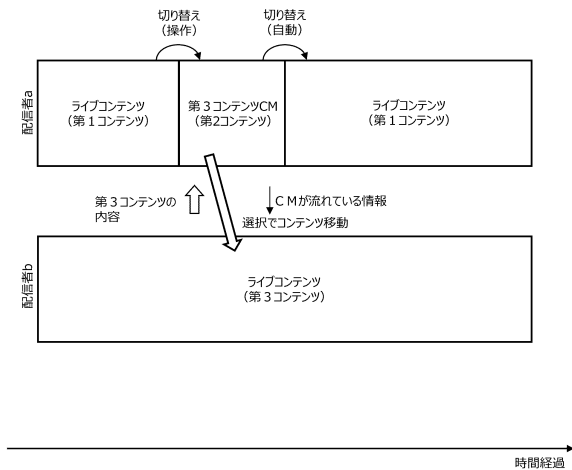 切り替え
（操作）
切り替え
（自動）
配信者a
ライブコンテンツ
（第１コンテンツ）
第３コンテンツCM
（第2コンテンツ）
ライブコンテンツ
（第１コンテンツ）
第３コンテンツの
内容
ＣＭが流れている情報
選択でコンテンツ移動
配信者b
ライブコンテンツ
（第３コンテンツ）
時間経過